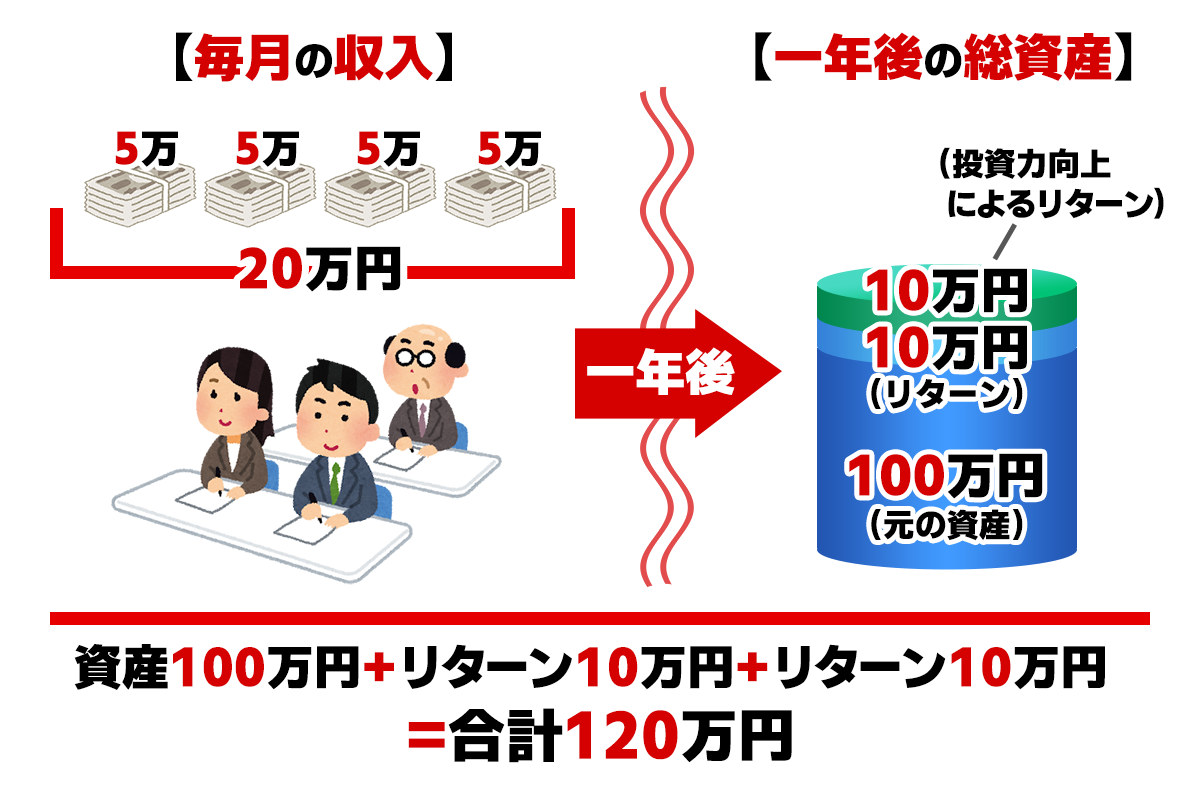 【毎月の収入】
5万 5万 5万 5万
20万円
一年後
【一年後の総資産】
(投資力向上
によるリターン)
10万円
10万円
(リターン)
100万円
(元の資産)
資産100万円+リターン10万円+リターン10万円
=合計120万円